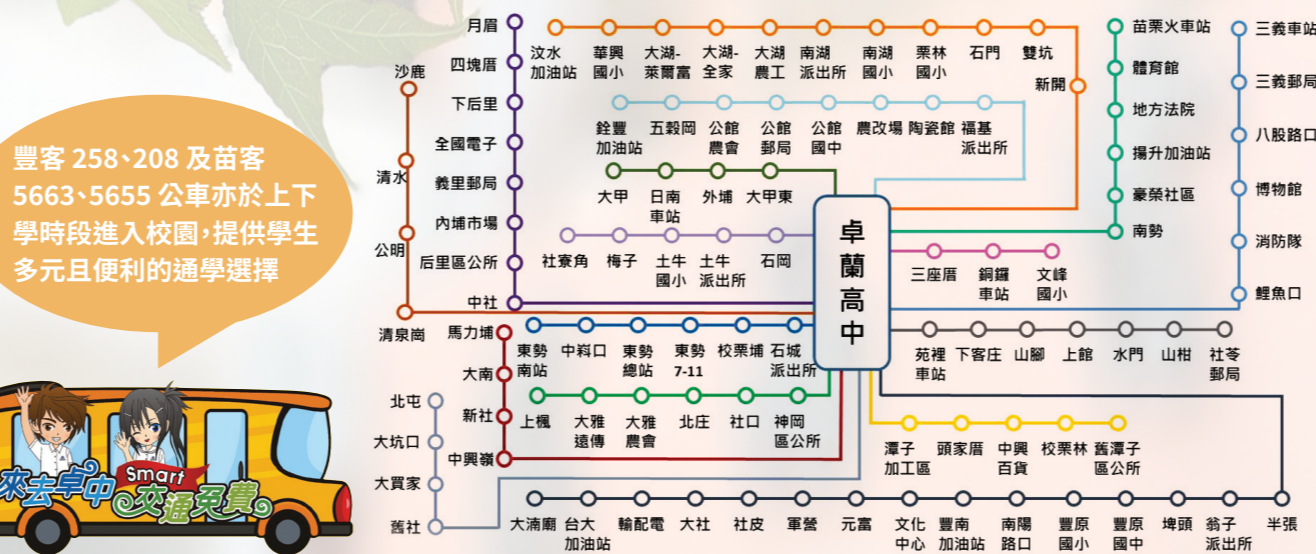 豐客 258、208 及苗客
5663、5655 公車亦於上下
學時段進入校園,提供學生
多元且便利的通學選擇
來去卓中
Smart
交通免費
沙鹿
清水
公明
清泉崗
月眉
四塊厝
下后里
全國電子
義里郵局
內埔市場
后里區公所
中社
汶水
加油站
華興
國小
大湖-
萊爾富
大湖-
全家
大湖
農工
南湖
派出所
南湖
國小
栗林
國小
石門
雙坑
新開
銓豐
加油站
五穀岡
公館
農會
公館
郵局
公館
國中
農改場
陶瓷館
福基
派出所
大甲
日南
車站
外埔
大甲東
社寮角
梅子
土牛
國小
土牛
派出所
石岡
卓蘭高中
苗栗火車站
體育館
地方法院
揚升加油站
豪榮社區
南勢
三義車站
三義郵局
八股路口
博物館
消防隊
鯉魚口
三座厝
銅鑼
車站
文峰
國小
馬力埔
大南
新社
中興嶺
東勢
南站
中嵙口
東勢
總站
東勢
7-11
校栗埔
石城
派出所
上楓
大雅
遠傳
大雅
農會
北庄
社口
神岡
區公所
苑裡
車站
下客庄
山腳
上館
水門
山柑
社苓
郵局
潭子
加工區
頭家厝
中興
百貨
校栗林
舊潭子
區公所
北屯
大坑口
大買家
舊社
大湳廟
台大
加油站
輸配電
大社
社皮
軍營
元富
文化
中心
豐南
加油站
南陽
路口
豐原
國小
豐原
國中
埤頭
翁子
派出所
半張